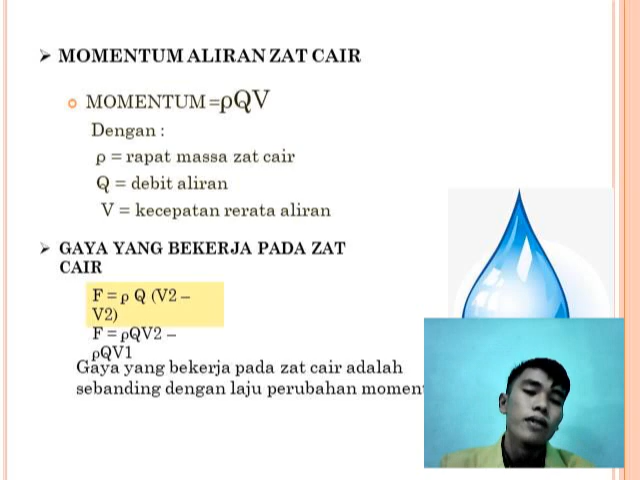 MOMENTUM ALIRAN ZAT CAIR
MOMENTUM =ρQV
Dengan :
ρ = rapat massa zat cair
Q = debit aliran
V = kecepatan rerata aliran
GAYA YANG BEKERJA PADA ZAT
CAIR
F = ρ Q (V2 –
V2)
F = ρQV2 –
ρQV1
Gaya yang bekerja pada zat cair adalah
sebanding dengan laju perubahan moment